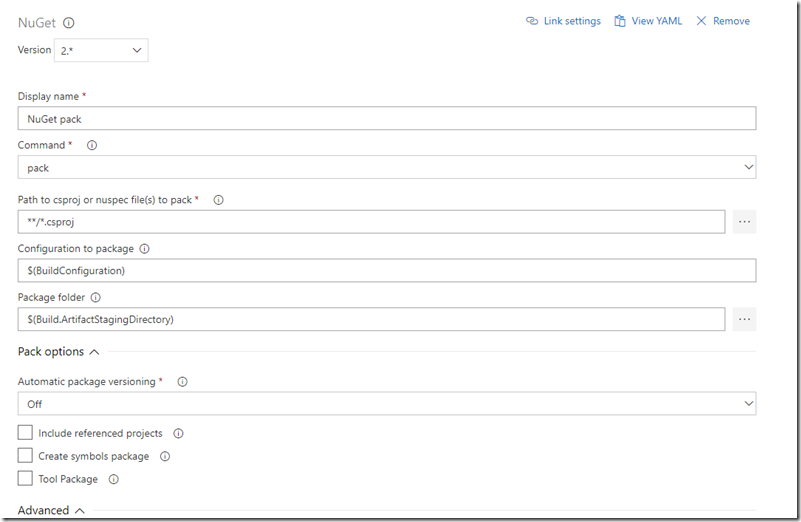 NuGet
Link settings View YAML Remove
Version 2.*
Display name *
NuGet pack
Command *
pack
Path to csproj or nuspec file(s) to pack *
**/*.csproj
Configuration to package
$(BuildConfiguration)
Package folder
$(Build.ArtifactStagingDirectory)
Pack options
Automatic package versioning *
Off
Include referenced projects
Create symbols package
Tool Package
Advanced